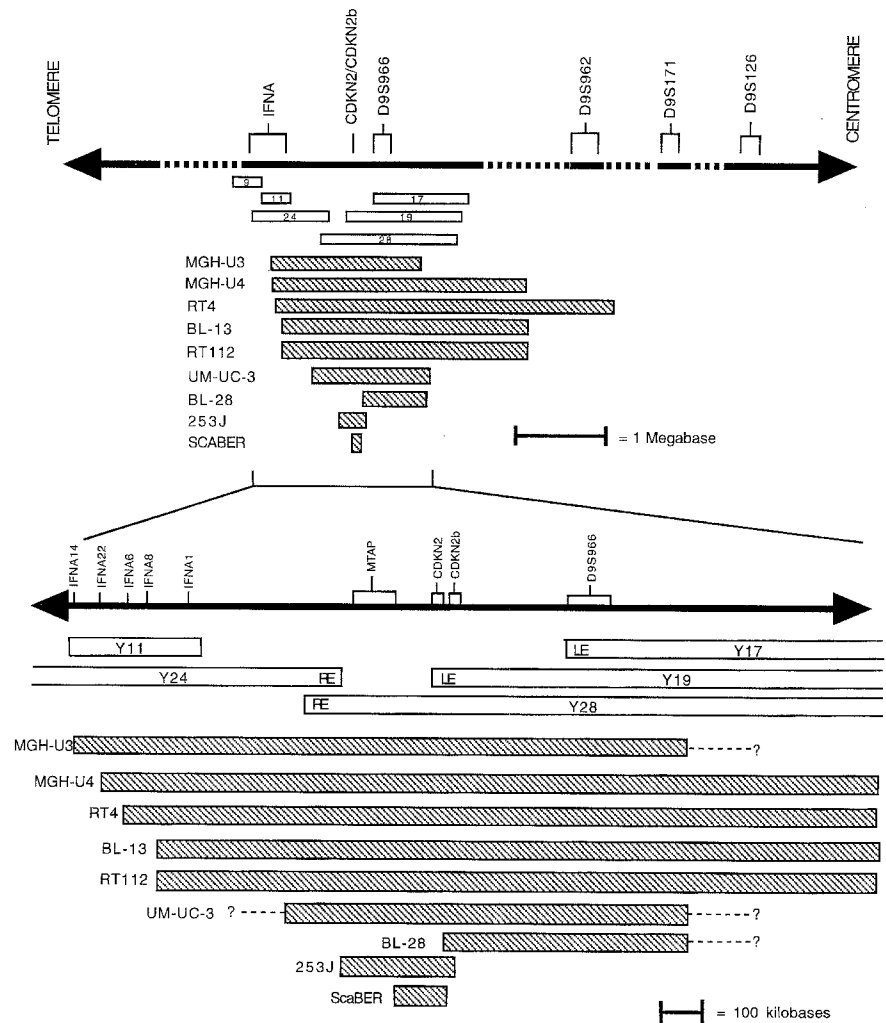 TELOMERE
IFNA
CDKN2/CDKN2b
D9S966
D9S962
D9S171
D9S126
CENTROMERE
9
11
17
24
19
28
MGH-U3
MGH-U4
RT4
BL-13
RT112
UM-UC-3
BL-28
253J
SCABER
= 1 Megabase
IFNA14
IFNA22
IFNA6
IFNA8
IFNA1
MTAP
CDKN2
CDKN2b
D9S966
Y11
LE Y17
Y24 RE
LE Y19
RE Y28
MGH-U3 ?
MGH-U4
RT4
BL-13
RT112
UM-UC-3 ? ?
BL-28 ?
253J
ScaBER
= 100 kilobases